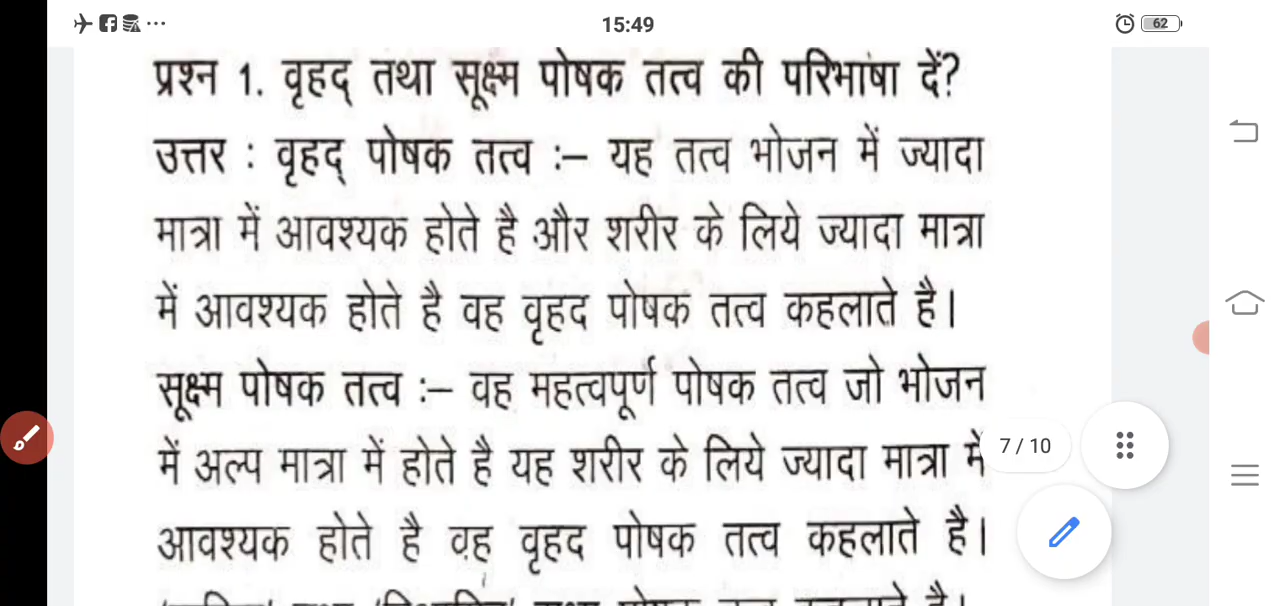 15:49
62
प्रश्न 1. वृहद् तथा सूक्ष्म पोषक तत्व की परिभाषा दें?
उत्तर : वृहद् पोषक तत्व :– यह तत्व भोजन में ज्यादा
मात्रा में आवश्यक होते है और शरीर के लिये ज्यादा मात्रा
में आवश्यक होते है वह वृहद पोषक तत्व कहलाते है।
सूक्ष्म पोषक तत्व :– वह महत्वपूर्ण पोषक तत्व जो भोजन
में अल्प मात्रा में होते है यह शरीर के लिये ज्यादा मात्रा में
7 / 10
आवश्यक होते है वह वृहद पोषक तत्व कहलाते है।